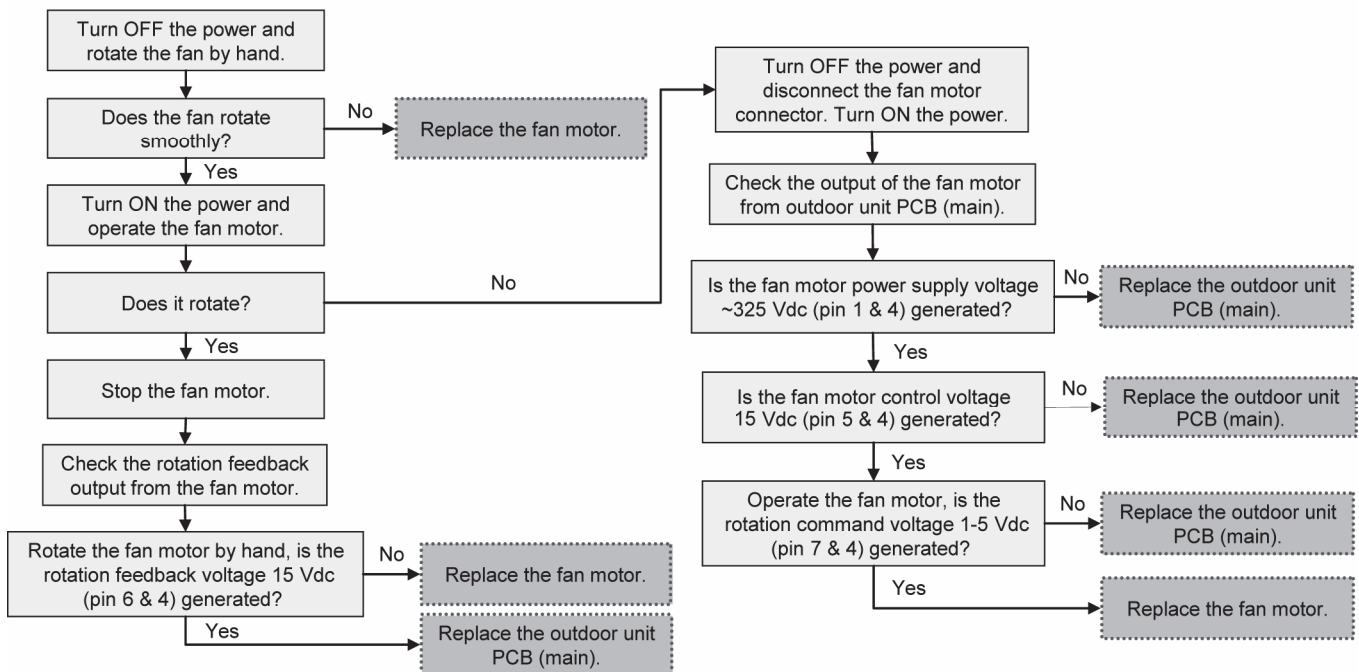 Turn OFF the power and
rotate the fan by hand.
Does the fan rotate
smoothly?
No
Replace the fan motor.
Yes
Turn ON the power and
operate the fan motor.
Does it rotate?
No
Yes
Stop the fan motor.
Check the rotation feedback
output from the fan motor.
Rotate the fan motor by hand, is the
rotation feedback voltage 15 Vdc
(pin 6 & 4) generated?
No
Replace the fan motor.
Yes
Replace the outdoor unit
PCB (main).
Turn OFF the power and
disconnect the fan motor
connector. Turn ON the power.
Check the output of the fan motor
from outdoor unit PCB (main).
Is the fan motor power supply voltage
~325 Vdc (pin 1 & 4) generated?
No
Replace the outdoor unit
PCB (main).
Yes
Is the fan motor control voltage
15 Vdc (pin 5 & 4) generated?
No
Replace the outdoor unit
PCB (main).
Yes
Operate the fan motor, is the
rotation command voltage 1-5 Vdc
(pin 7 & 4) generated?
No
Replace the outdoor unit
PCB (main).
Yes
Replace the fan motor.